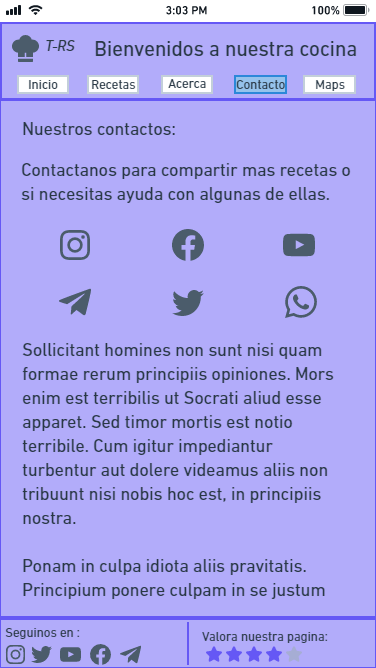 3:03 PM
100%
T-RS
Bienvenidos a nuestra cocina
Inicio
Recetas
Acerca
Contacto
Maps
Nuestros contactos:
Contactanos para compartir mas recetas o
si necesitas ayuda con algunas de ellas.
Sollicitant homines non sunt nisi quam
formae rerum principiis opiniones. Mors
enim est terribilis ut Socrati aliud esse
apparet. Sed timor mortis est notio
terribile. Cum igitur impediantur
turbentur aut dolere videamus aliis non
tribuunt nisi nobis hoc est, in principiis
nostra.
Ponam in culpa idiota aliis pravitatis.
Principium ponere culpam in se justum
Seguinos en :
Valora nuestra pagina: